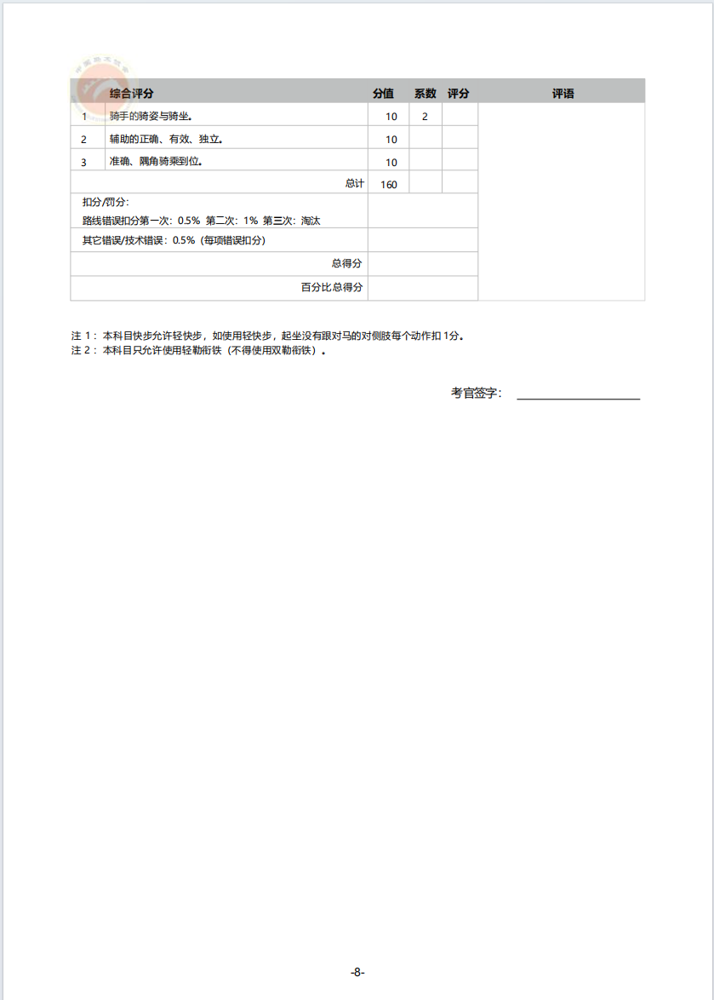 综合评分 分值 系数 评分 评语
1 骑手的骑姿与骑坐。 10 2
2 辅助的正确、有效、独立。 10
3 准确、隅角骑乘到位。 10
总计 160
扣分/罚分：
路线错误扣分第一次：0.5% 第二次：1% 第三次：淘汰
其它错误/技术错误：0.5%（每项错误扣分）
总得分
百分比总得分
注 1：本科目快步允许轻快步，如使用轻快步，起坐没有跟对马的对侧肢每个动作扣 1分。
注 2：本科目只允许使用轻勒衔铁（不得使用双勒衔铁）。
考官签字：
-8-